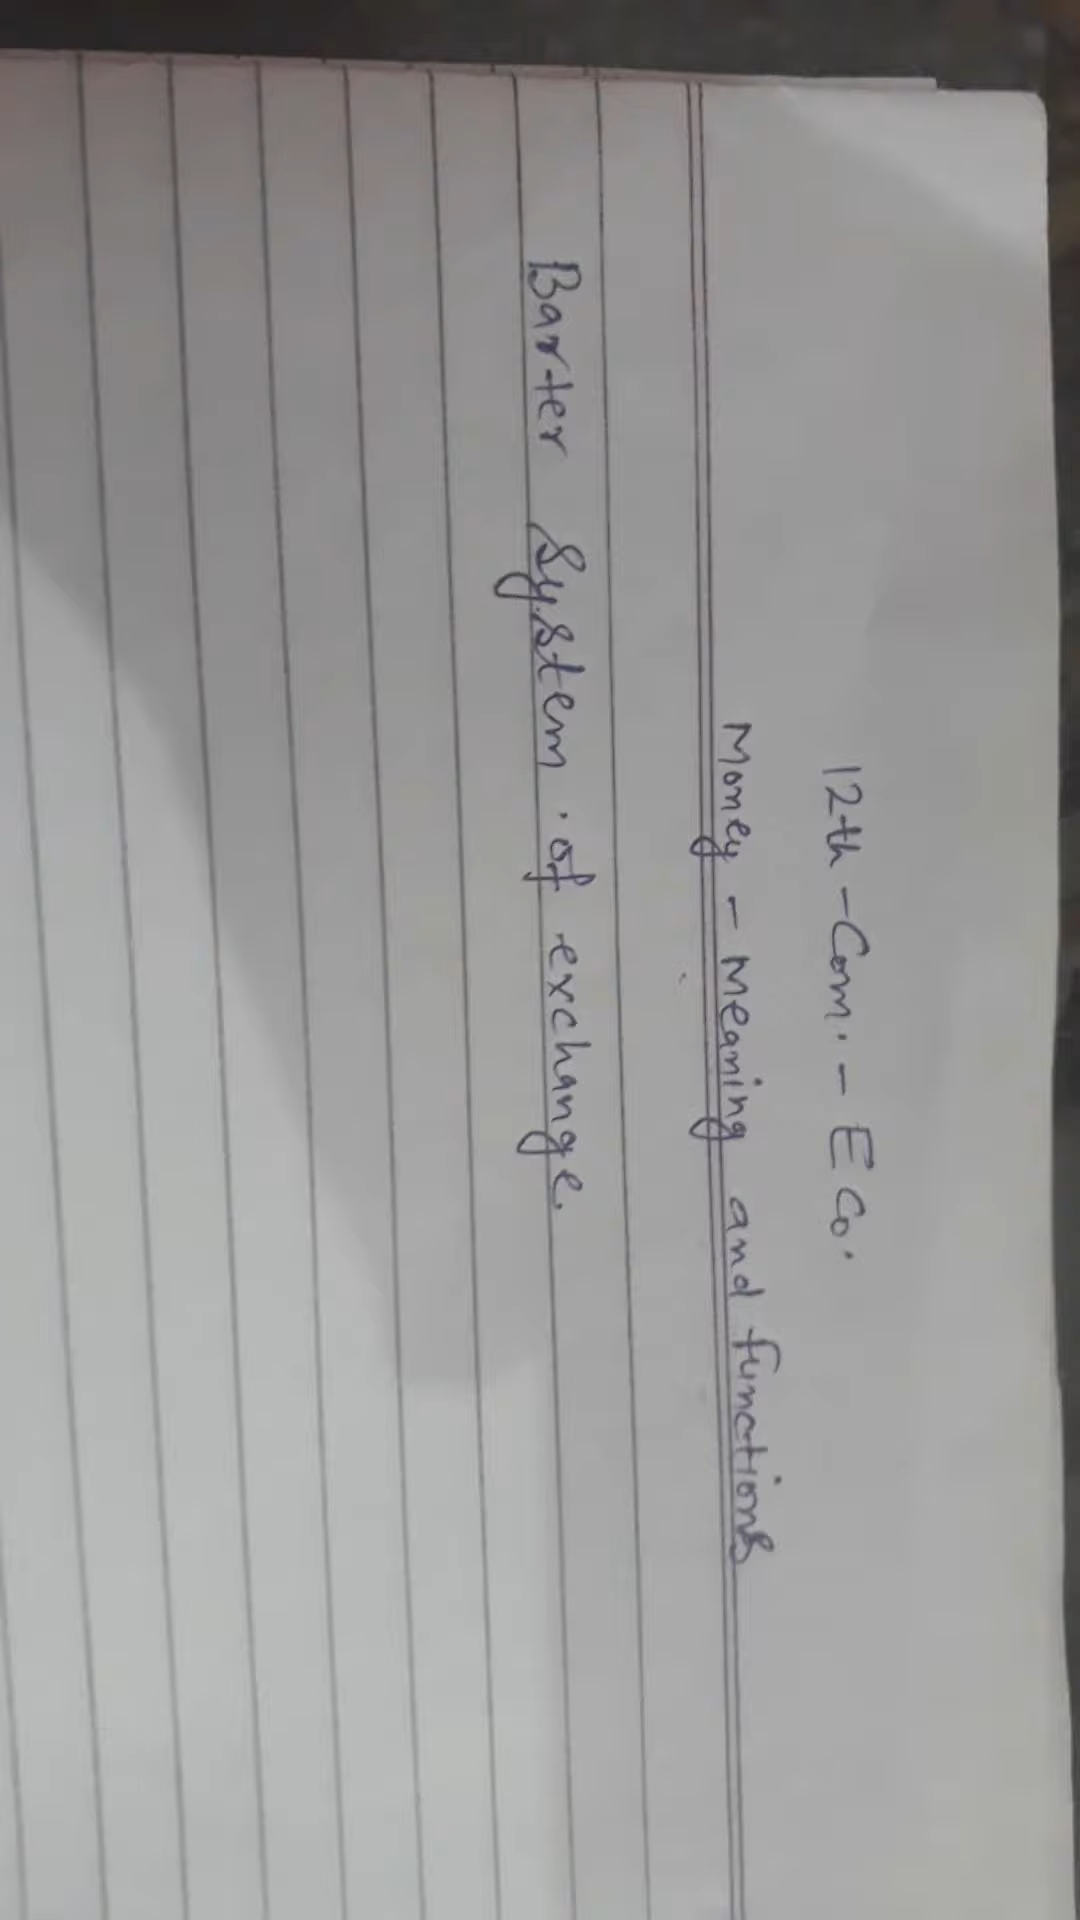 12th - Com. - Eco.
Money - Meaning and functions
Barter System of exchange.